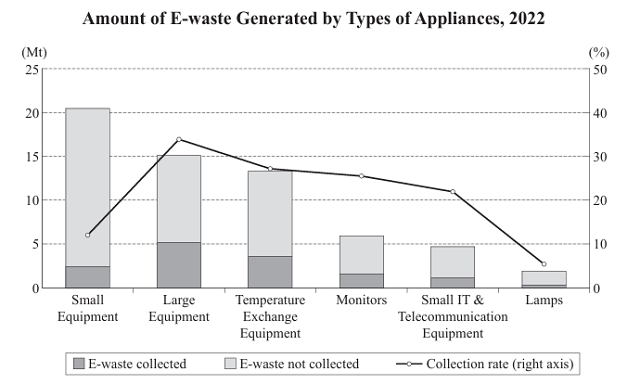 Amount of E-waste Generated by Types of Appliances, 2022
(Mt)
(%)
25
50
20
40
15
30
10
20
5
10
0
0
Small
Equipment
Large
Equipment
Temperature
Exchange
Equipment
Monitors
Small IT &
Telecommunication
Equipment
Lamps
E-waste collected
E-waste not collected
Collection rate (right axis)